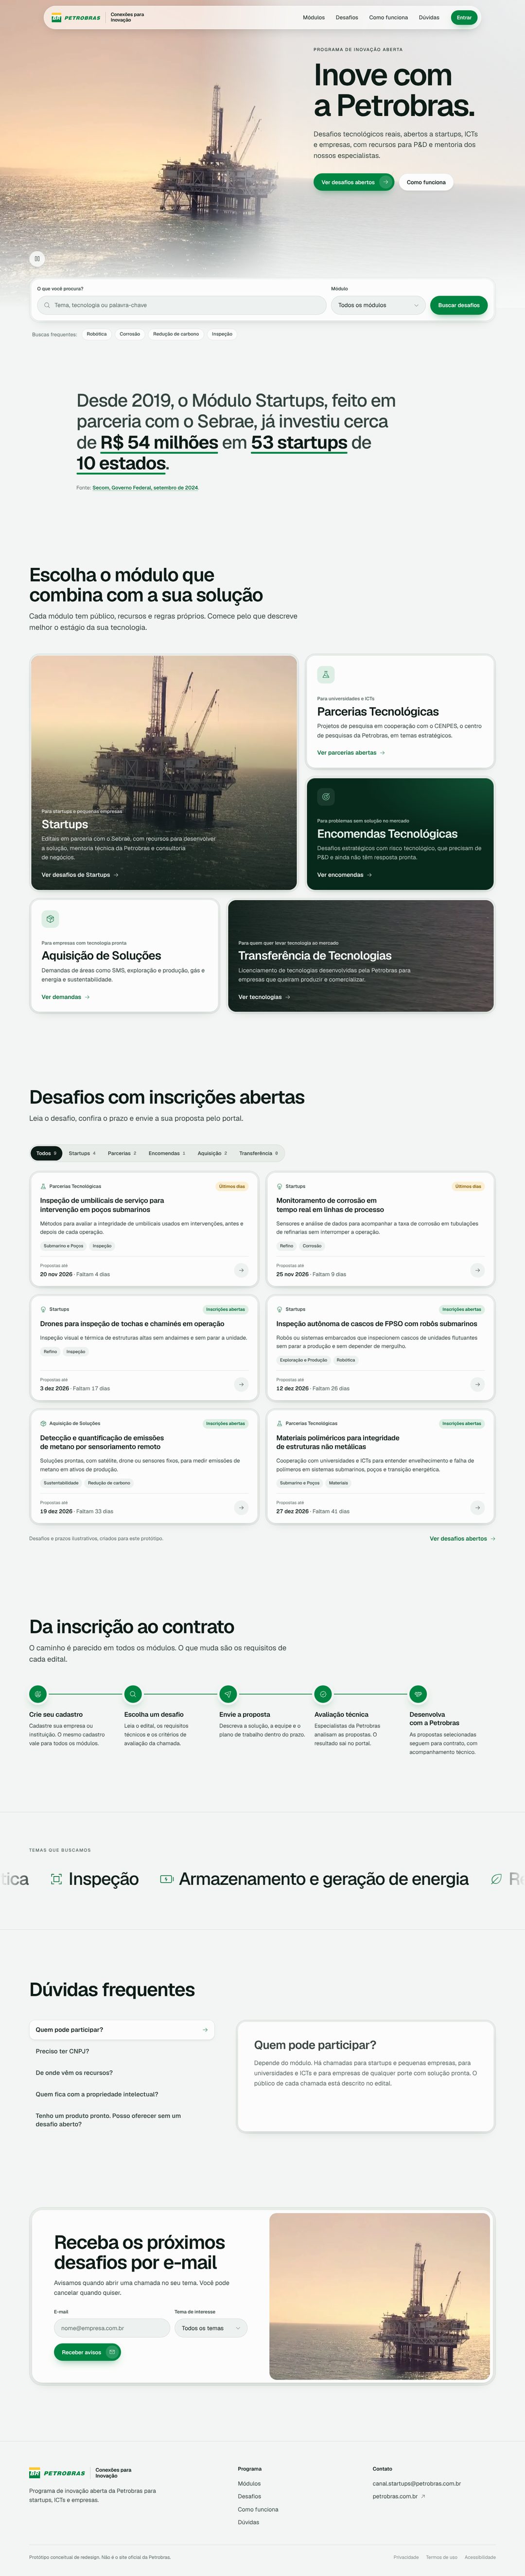 BR PETROBRAS
Conexões para
Inovação
Módulos
Desafios
Como funciona
Dúvidas
Entrar
PROGRAMA DE INOVAÇÃO ABERTA
Inove com
a Petrobras.
Desafios tecnológicos reais, abertos a startups, ICTs
e empresas, com recursos para P&D e mentoria dos
nossos especialistas.
Ver desafios abertos
Como funciona
O que você procura?
Tema, tecnologia ou palavra-chave
Módulo
Todos os módulos
Buscar desafios
Buscas frequentes:
Robótica
Corrosão
Redução de carbono
Inspeção
Desde 2019, o Módulo Startups, feito em
parceria com o Sebrae, já investiu cerca
de R$ 54 milhões em 53 startups de
10 estados.
Fonte: Secom, Governo Federal, setembro de 2024.
Escolha o módulo que
combina com a sua solução
Cada módulo tem público, recursos e regras próprios. Comece pelo que descreve
melhor o estágio da sua tecnologia.
Para startups e pequenas empresas
Startups
Editais em parceria com o Sebrae, com recursos para desenvolver
a solução, mentoria técnica da Petrobras e consultoria
de negócios.
Ver desafios de Startups
Para universidades e ICTs
Parcerias Tecnológicas
Projetos de pesquisa em cooperação com o CENPES, o centro
de pesquisas da Petrobras, em temas estratégicos.
Ver parcerias abertas
Para problemas sem solução no mercado
Encomendas Tecnológicas
Desafios estratégicos com risco tecnológico, que precisam de
P&D e ainda não têm resposta pronta.
Ver encomendas
Para empresas com tecnologia pronta
Aquisição de Soluções
Demandas de áreas como SMS, exploração e produção, gás e
energia e sustentabilidade.
Ver demandas
Para quem quer levar tecnologia ao mercado
Transferência de Tecnologias
Licenciamento de tecnologias desenvolvidas pela Petrobras para
empresas que queiram produzir e comercializar.
Ver tecnologias
Desafios com inscrições abertas
Leia o desafio, confira o prazo e envie a sua proposta pelo portal.
Todos 9
Startups 4
Parcerias 2
Encomendas 1
Aquisição 2
Transferência 0
Parcerias Tecnológicas
Últimos dias
Inspeção de umbilicais de serviço para
intervenção em poços submarinos
Métodos para avaliar a integridade de umbilicais usados em intervenções, antes e
depois de cada operação.
Submarino e Poços
Inspeção
Propostas até
20 nov 2026 · Faltam 4 dias
Startups
Últimos dias
Monitoramento de corrosão em
tempo real em linhas de processo
Sensores e análise de dados para acompanhar a taxa de corrosão em tubulações
de refinarias sem interromper a operação.
Refino
Corrosão
Propostas até
25 nov 2026 · Faltam 9 dias
Startups
Inscrições abertas
Drones para inspeção de tochas e chaminés em operação
Inspeção visual e térmica de estruturas altas sem andaimes e sem parar a unidade.
Refino
Inspeção
Propostas até
3 dez 2026 · Faltam 17 dias
Startups
Inscrições abertas
Inspeção autônoma de cascos de FPSO com robôs submarinos
Robôs ou sistemas embarcados que inspecionem cascos de unidades flutuantes
sem parar a produção e sem depender de mergulho.
Exploração e Produção
Robótica
Propostas até
12 dez 2026 · Faltam 26 dias
Aquisição de Soluções
Inscrições abertas
Detecção e quantificação de emissões
de metano por sensoriamento remoto
Soluções prontas, com satélite, drone ou sensores fixos, para medir emissões de
metano em ativos de produção.
Sustentabilidade
Redução de carbono
Propostas até
19 dez 2026 · Faltam 33 dias
Parcerias Tecnológicas
Inscrições abertas
Materiais poliméricos para integridade
de estruturas não metálicas
Cooperação com universidades e ICTs para entender envelhecimento e falha de
polímeros em sistemas submarinos, poços e transição energética.
Submarino e Poços
Materiais
Propostas até
27 dez 2026 · Faltam 41 dias
Desafios e prazos ilustrativos, criados para este protótipo.
Ver desafios abertos
Da inscrição ao contrato
O caminho é parecido em todos os módulos. O que muda são os requisitos de
cada edital.
Crie seu cadastro
Cadastre sua empresa ou
instituição. O mesmo cadastro
vale para todos os módulos.
Escolha um desafio
Leia o edital, os requisitos
técnicos e os critérios de
avaliação da chamada.
Envie a proposta
Descreva a solução, a equipe e o
plano de trabalho dentro do prazo.
Avaliação técnica
Especialistas da Petrobras
analisam as propostas. O
resultado sai no portal.
Desenvolva
com a Petrobras
As propostas selecionadas
seguem para contrato, com
acompanhamento técnico.
TEMAS QUE BUSCAMOS
tica
Inspeção
Armazenamento e geração de energia
Re
Dúvidas frequentes
Quem pode participar?
Preciso ter CNPJ?
De onde vêm os recursos?
Quem fica com a propriedade intelectual?
Tenho um produto pronto. Posso oferecer sem um
desafio aberto?
Quem pode participar?
Depende do módulo. Há chamadas para startups e pequenas empresas, para
universidades e ICTs e para empresas de qualquer porte com solução pronta. O
público de cada chamada está descrito no edital.
Receba os próximos
desafios por e-mail
Avisamos quando abrir uma chamada no seu tema. Você pode
cancelar quando quiser.
E-mail
nome@empresa.com.br
Tema de interesse
Todos os temas
Receber avisos
BR PETROBRAS
Conexões para
Inovação
Programa de inovação aberta da Petrobras para
startups, ICTs e empresas.
Programa
Módulos
Desafios
Como funciona
Dúvidas
Contato
canal.startups@petrobras.com.br
petrobras.com.br
Protótipo conceitual de redesign. Não é o site oficial da Petrobras.
Privacidade
Termos de uso
Acessibilidade